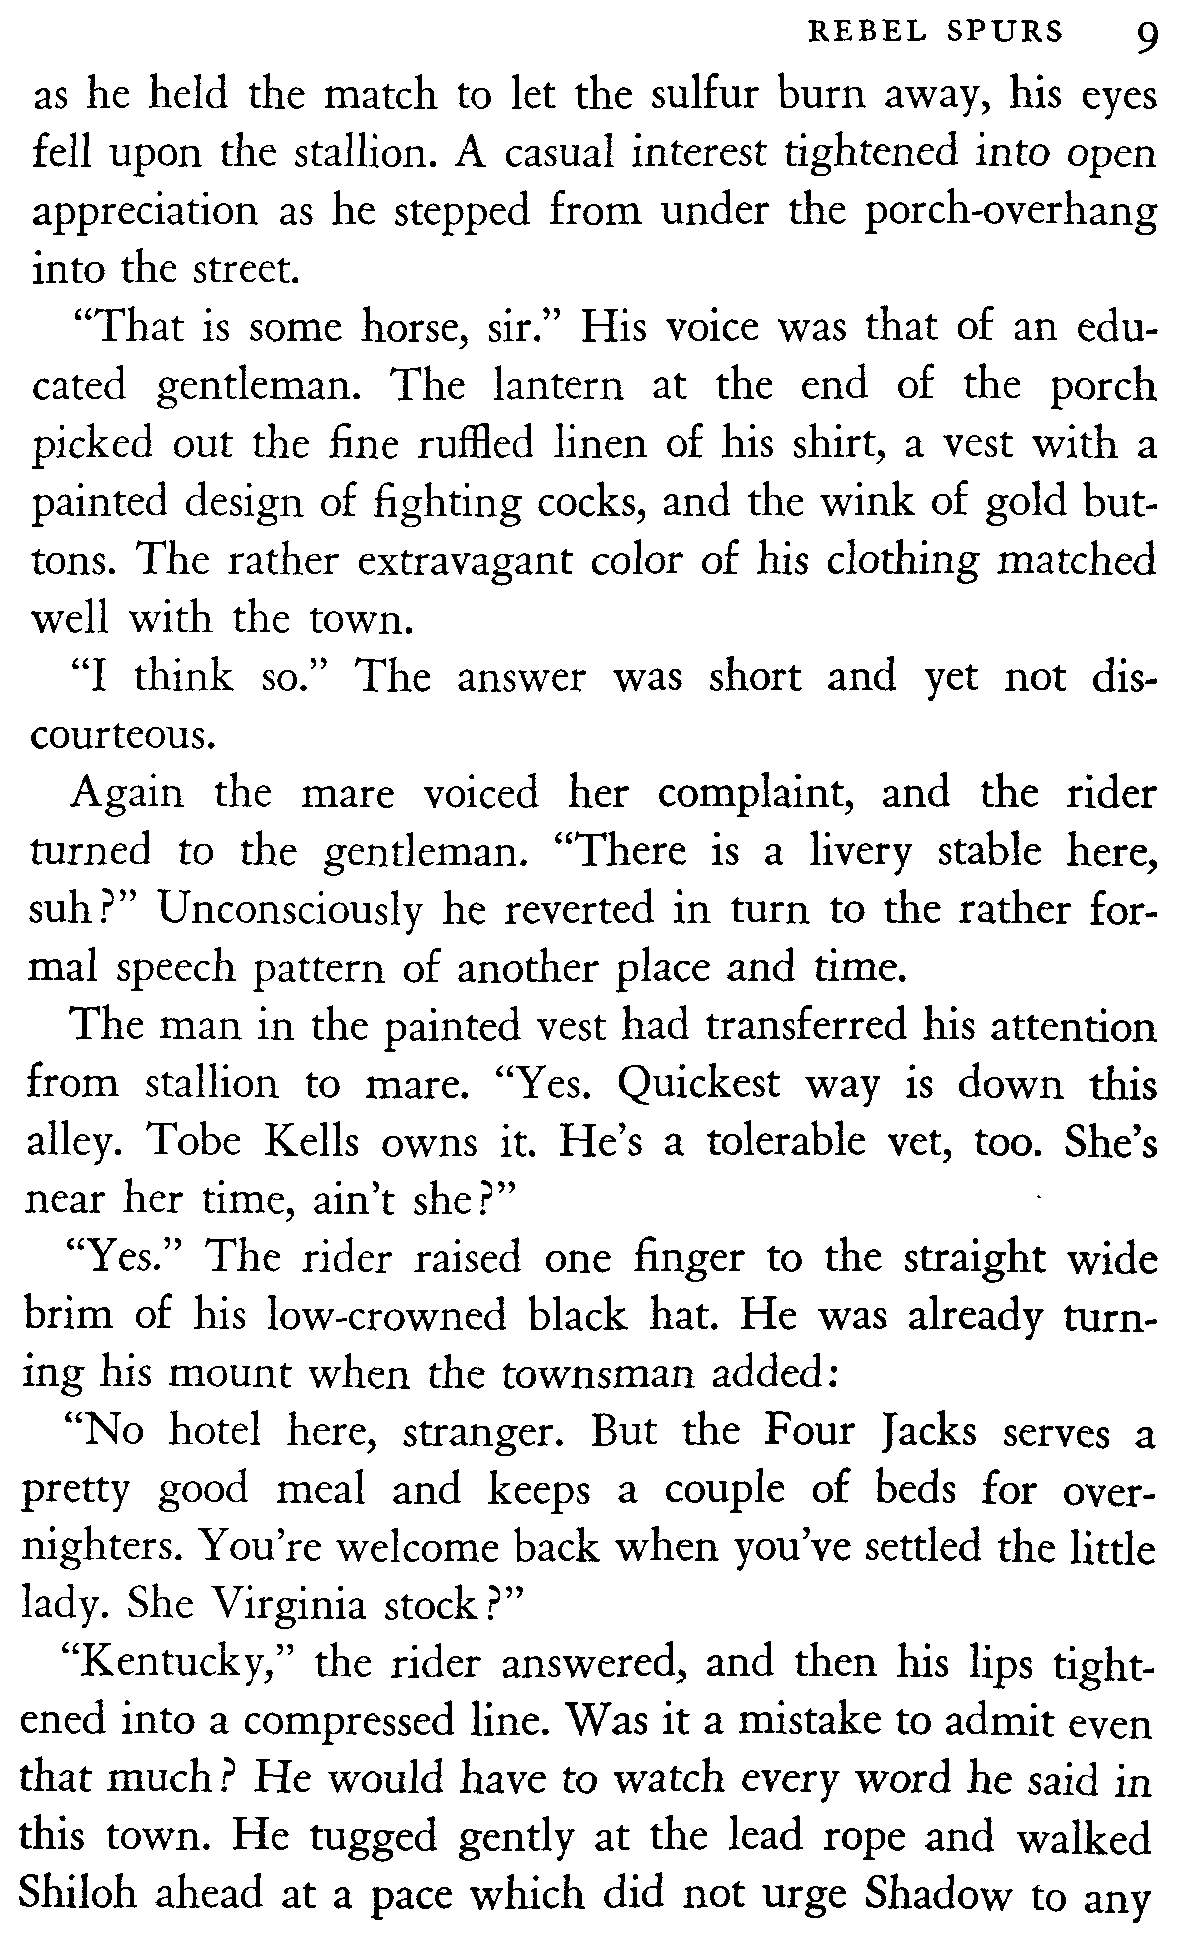 REBEL SPURS 9
as he held the match to let the sulfur burn away, his eyes
fell upon the stallion. A casual interest tightened into open
appreciation as he stepped from under the porch-overhang
into the street.
“That is some horse, sir.” His voice was that of an edu-
cated gentleman. The lantern at the end of the porch
picked out the fine ruffled linen of his shirt, a vest with a
painted design of fighting cocks, and the wink of gold but-
tons. The rather extravagant color of his clothing matched
well with the town.
“I think so.” The answer was short and yet not dis-
courteous.
Again the mare voiced her complaint, and the rider
turned to the gentleman. “There is a livery stable here,
suh?” Unconsciously he reverted in turn to the rather for-
mal speech pattern of another place and time.
The man in the painted vest had transferred his attention
from stallion to mare. “Yes. Quickest way is down this
alley. Tobe Kells owns it. He’s a tolerable vet, too. She’s
near her time, ain’t she?”
“Yes.” The rider raised one finger to the straight wide
brim of his low-crowned black hat. He was already turn-
ing his mount when the townsman added:
“No hotel here, stranger. But the Four Jacks serves a
pretty good meal and keeps a couple of beds for over-
nighters. You’re welcome back when you’ve settled the little
lady. She Virginia stock?”
“Kentucky,” the rider answered, and then his lips tight-
ened into a compressed line. Was it a mistake to admit even
that much? He would have to watch every word he said in
this town. He tugged gently at the lead rope and walked
Shiloh ahead at a pace which did not urge Shadow to any